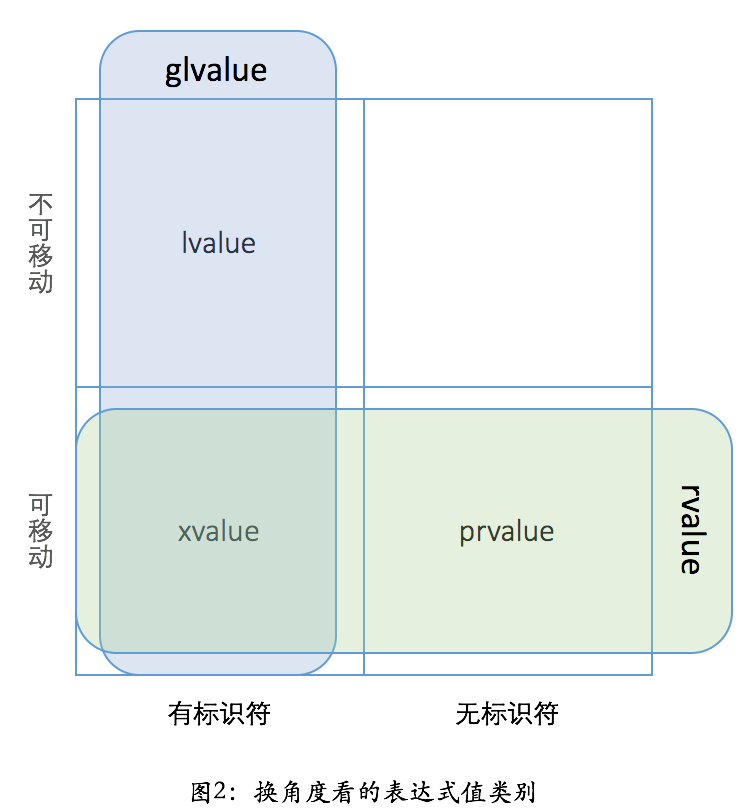 glvalue
不可移动
lvalue
可移动
xvalue
prvalue
rvalue
有标识符
无标识符
图2：换角度看的表达式值类别